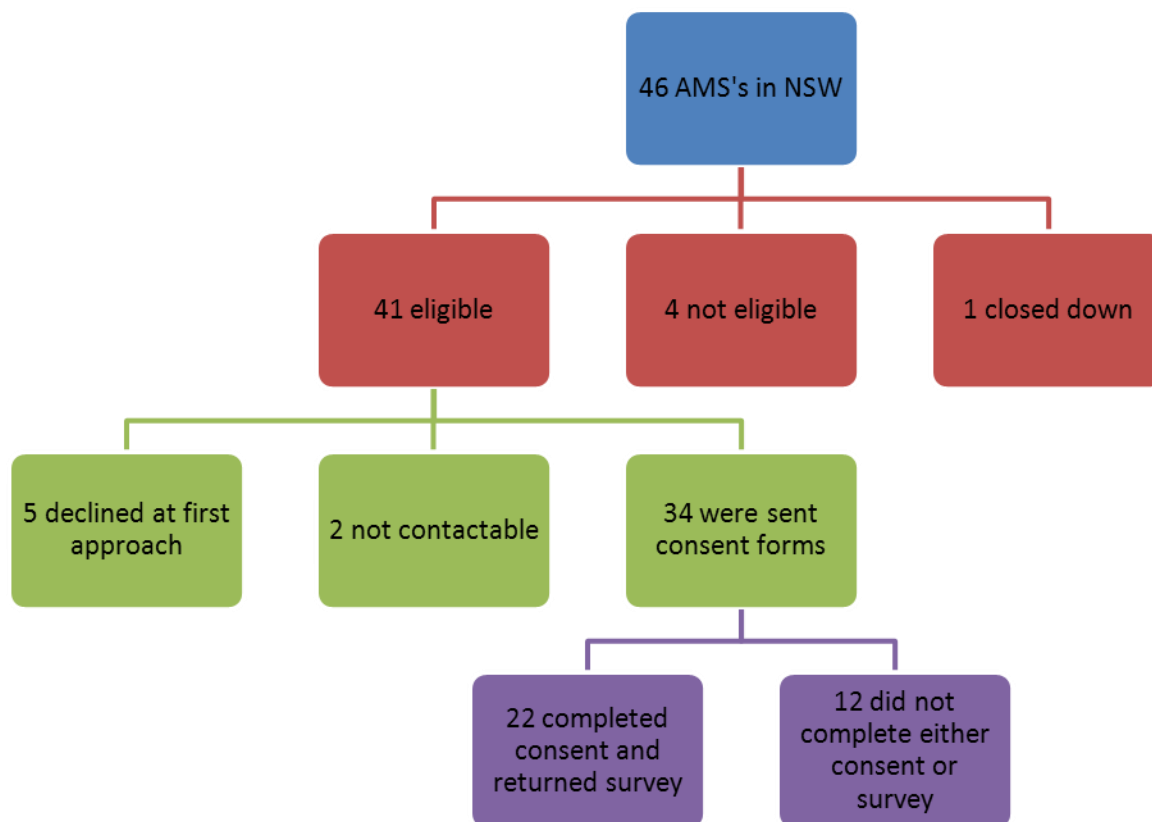 46 AMS's in NSW
41 eligible
4 not eligible
1 closed down
5 declined at first
approach
2 not contactable
34 were sent
consent forms
22 completed
consent and
returned survey
12 did not
complete either
consent or
survey